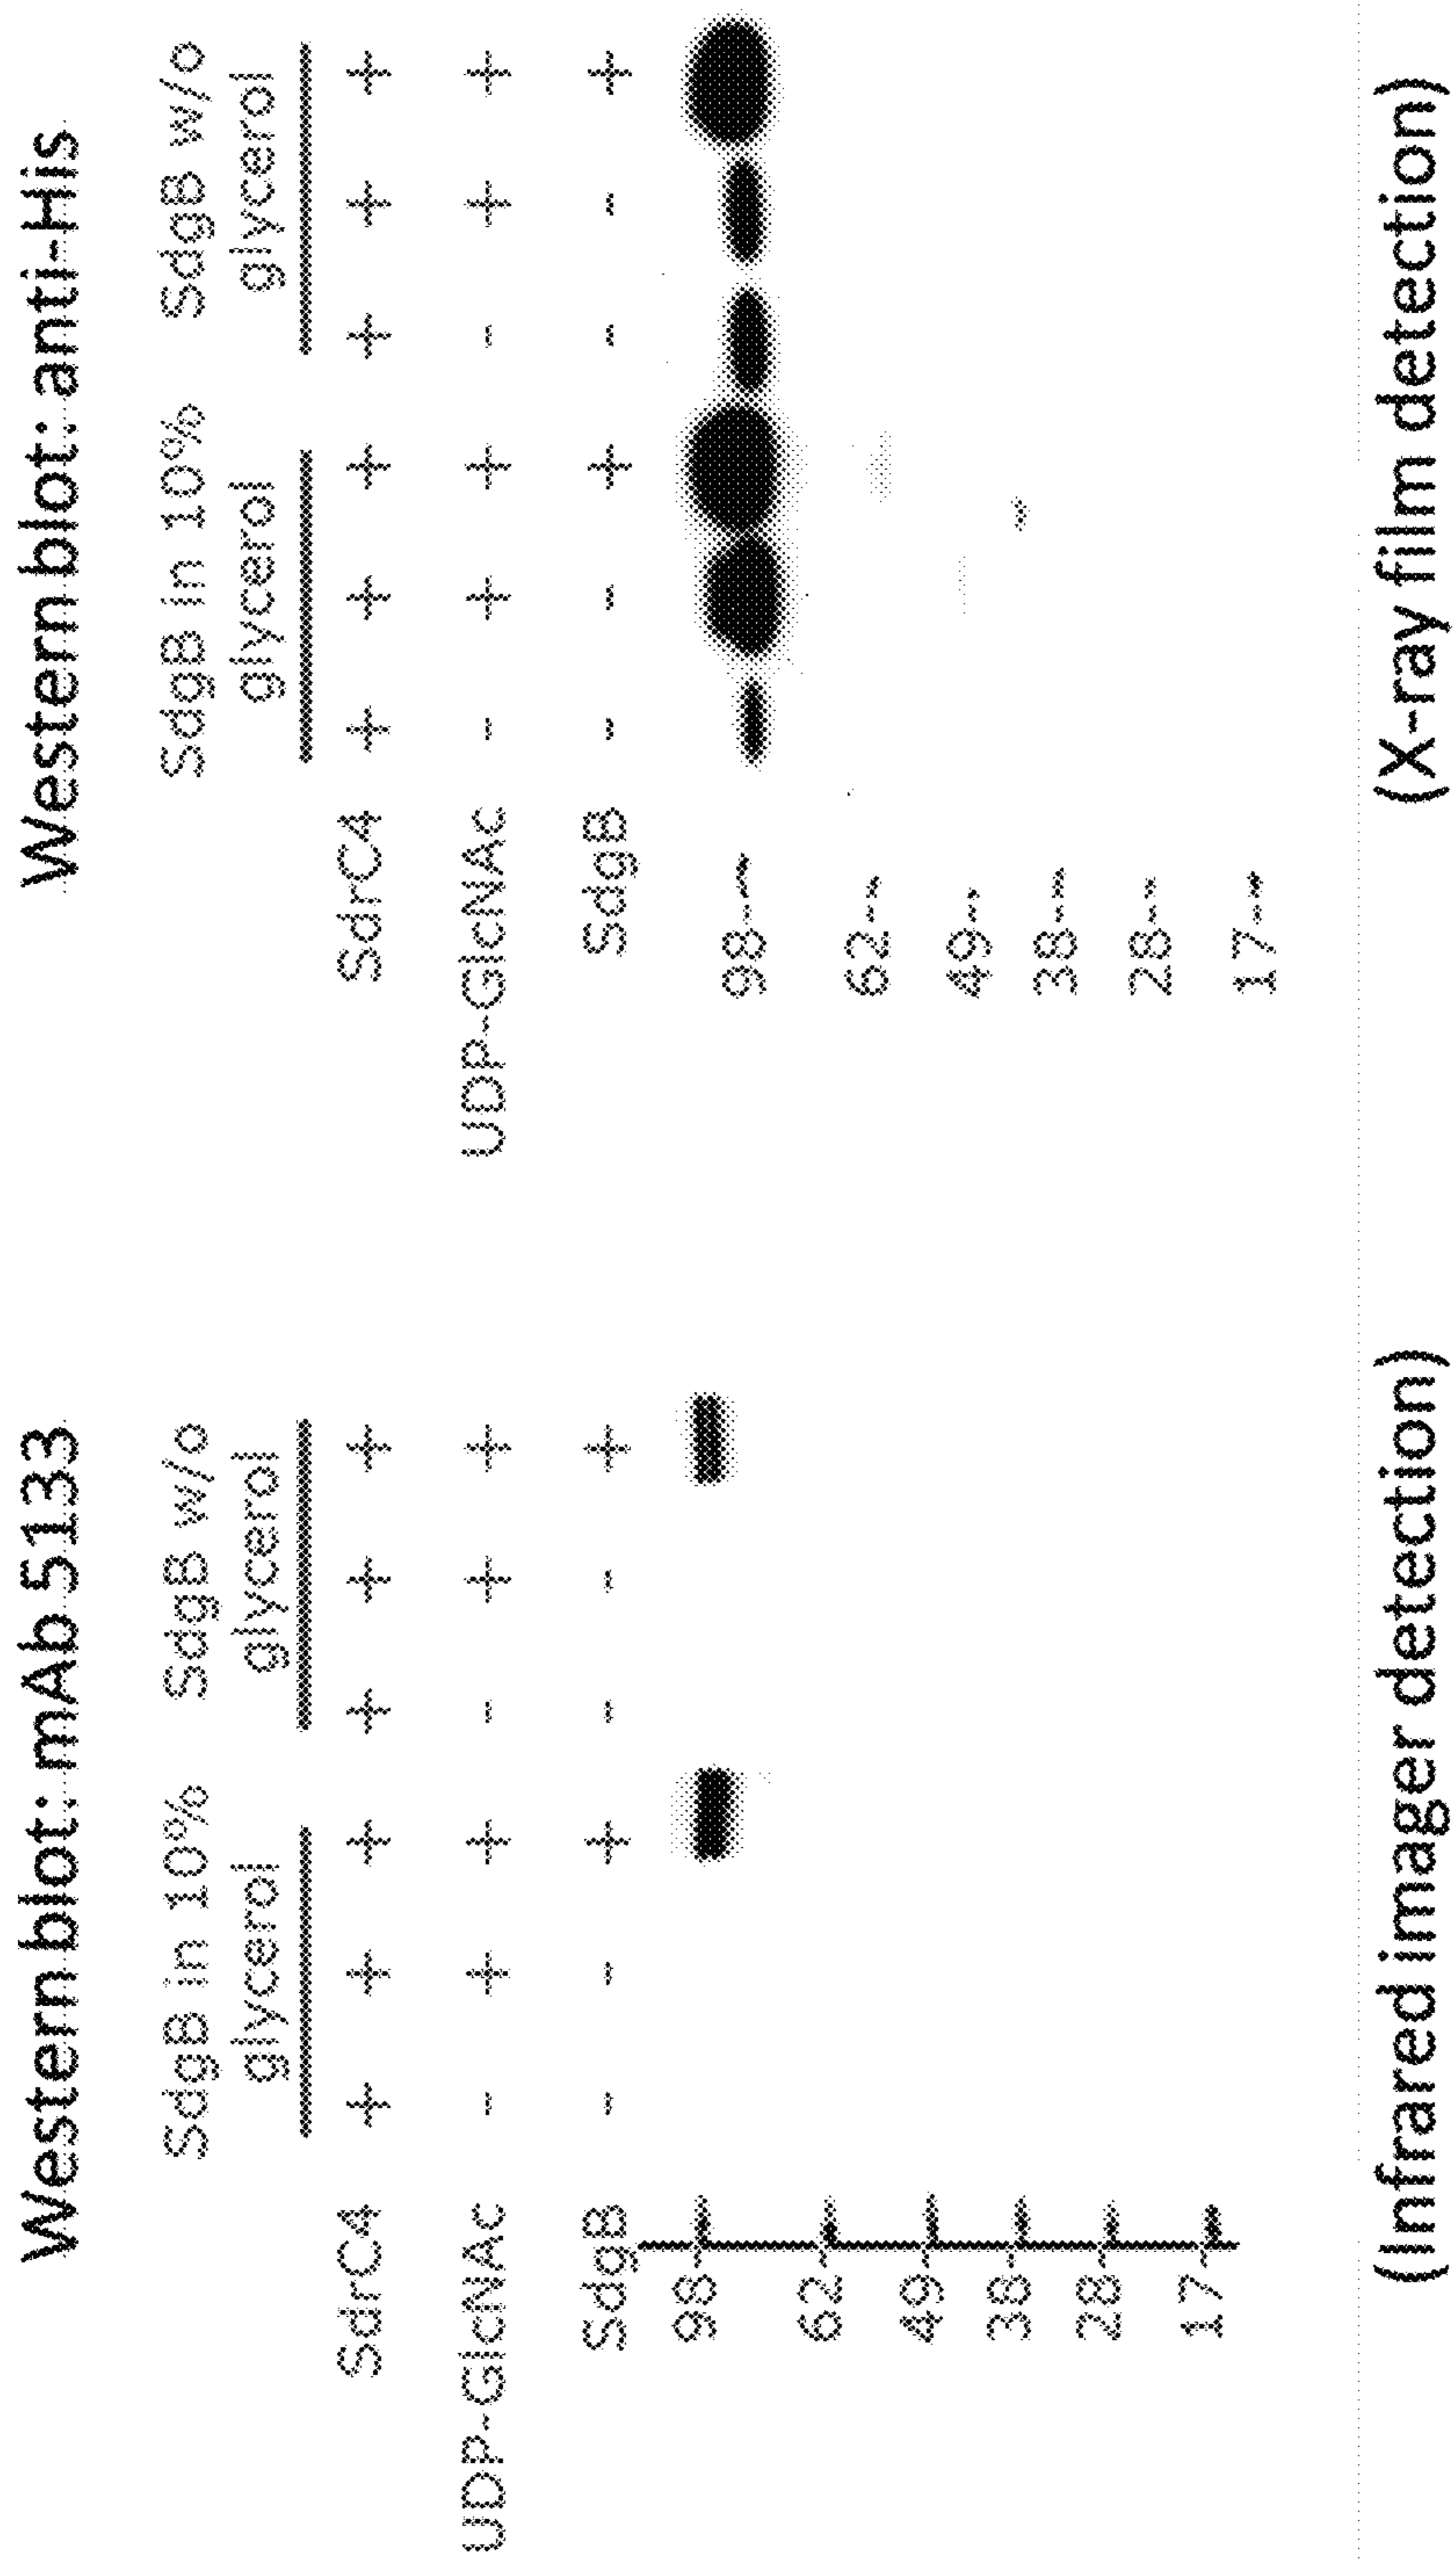 Western blot: mAb 5133
SdgB in 10% glycerol
SdgB w/o glycerol
SdrC4 + + + + + +
UDP-GlcNAc - + + - + +
SdgB - - + - - +
98
62
49
38
28
17
(Infrared imager detection)
Western blot: anti-His
SdgB in 10% glycerol
SdgB w/o glycerol
SdrC4 + + + + + +
UDP-GlcNAc - + + - + +
SdgB - - + - - +
98
62
49
38
28
17
(X-ray film detection)